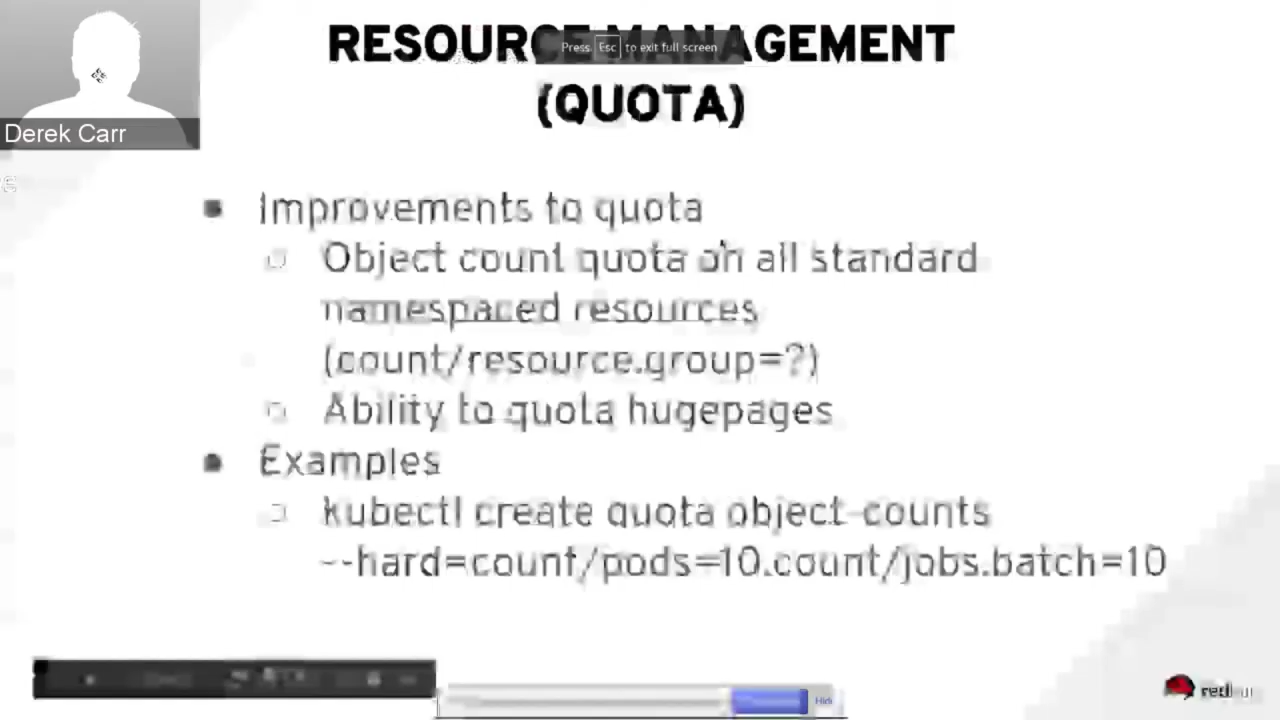 RESOURCE MANAGEMENT
Press Esc to exit full screen
(QUOTA)
Derek Carr
Improvements to quota
Object count quota on all standard
namespaced resources
(count/resource.group=?)
Ability to quota hugepages
Examples
kubectl create quota object-counts
--hard=count/pods=10,count/jobs.batch=10
Hide